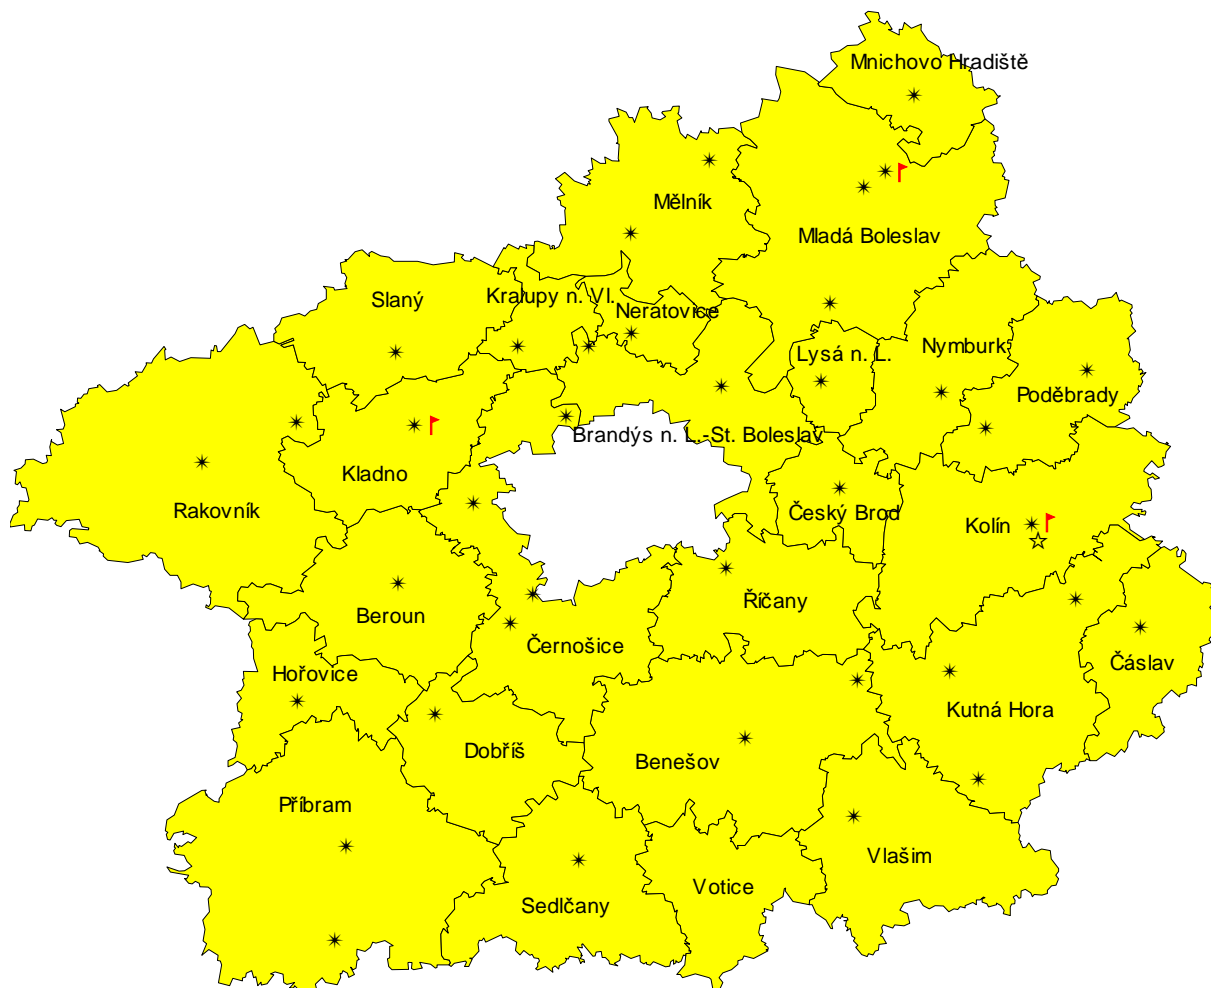 Mnichovo Hradiště
Mělník
Mladá Boleslav
Slaný
Kralupy n. Vl.
Neratovice
Lysá n. L.
Nymburk
Poděbrady
Brandýs n. L.-St. Boleslav
Kladno
Rakovník
Český Brod
Kolín
Beroun
Říčany
Černošice
Čáslav
Hořovice
Kutná Hora
Dobříš
Benešov
Příbram
Vlašim
Votice
Sedlčany